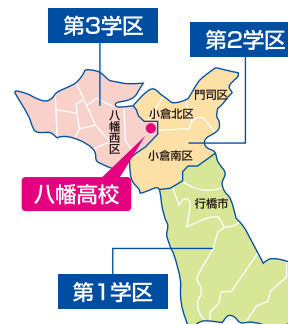 第3学区
第2学区
門司区
小倉北区
八幡西区
小倉南区
八幡高校
行橋市
第1学区